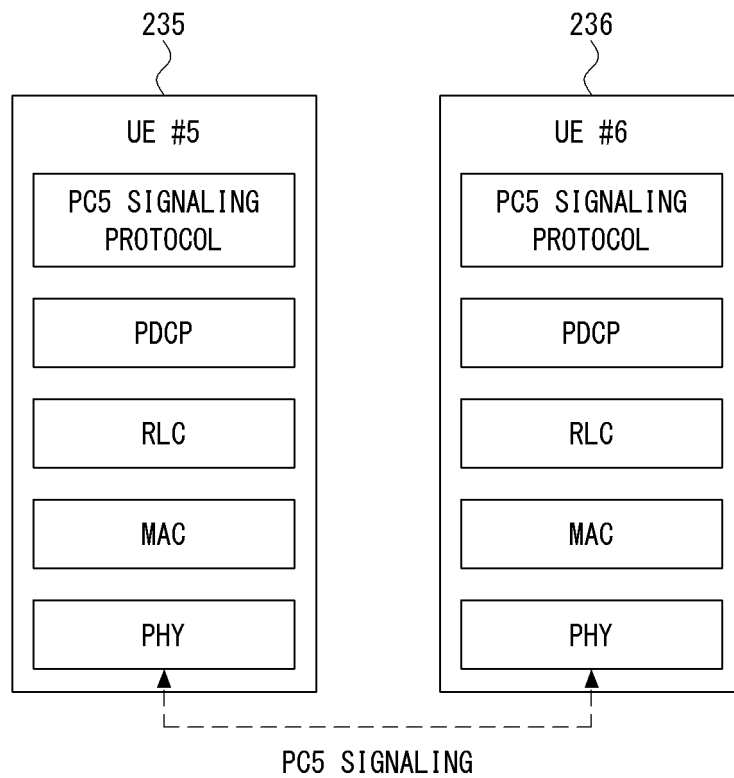 235
236
UE #5
UE #6
PC5 SIGNALING
PROTOCOL
PC5 SIGNALING
PROTOCOL
PDCP
PDCP
RLC
RLC
MAC
MAC
PHY
PHY
PC5 SIGNALING